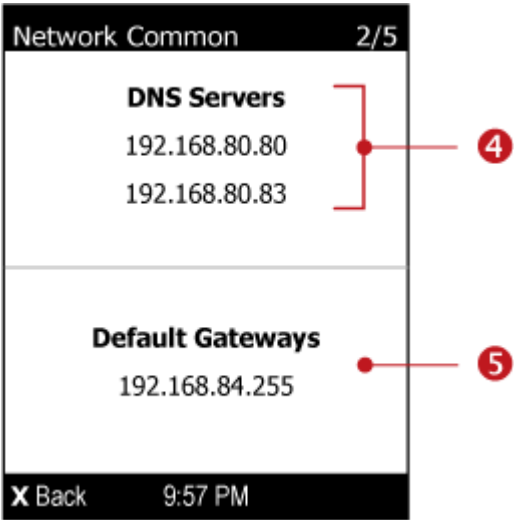 Network Common 2/5
DNS Servers
192.168.80.80
192.168.80.83
4
Default Gateways
192.168.84.255
5
X Back 9:57 PM